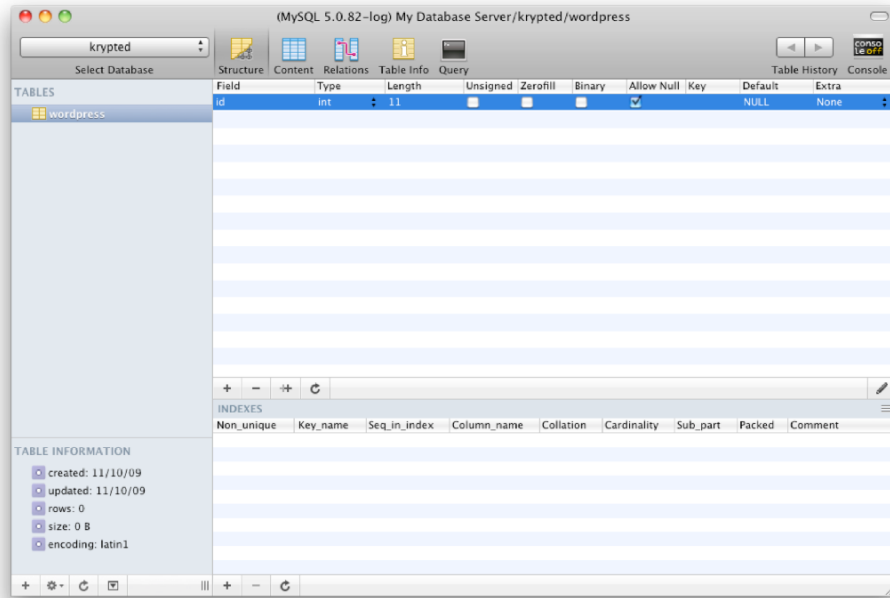 (MySQL 5.0.82-log) My Database Server/krypted/wordpress
krypted
Select Database
Structure Content Relations Table Info Query
Table History Console
conso
le off
TABLES
wordpress
Field Type Length Unsigned Zerofill Binary Allow Null Key Default Extra
id int 11 NULL None
INDEXES
Non_unique Key_name Seq_in_index Column_name Collation Cardinality Sub_part Packed Comment
TABLE INFORMATION
created: 11/10/09
updated: 11/10/09
rows: 0
size: 0 B
encoding: latin1